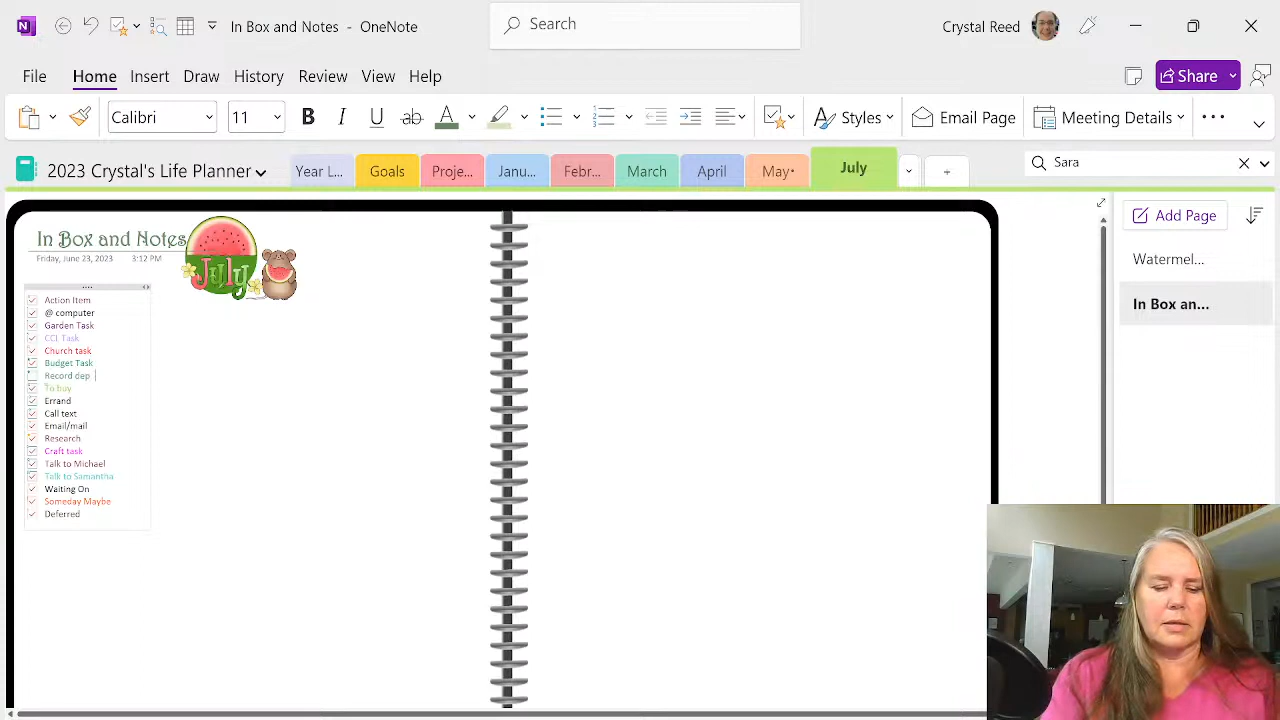 In Box and Notes - OneNote
Search
Crystal Reed
File Home Insert Draw History Review View Help
Share
Calibri 11 B I U ab A Styles Email Page Meeting Details
2023 Crystal's Life Planner Year L... Goals Proje... Janu... Febr... March April May July + Sara
In Box and Notes
July
Friday, June 23, 2023 3:12 PM
Add Page
Watermel...
In Box an...
Action Item
@ computer
Garden Task
CCL Task
Church task
Budget Task
Record dep
To buy
Errand
Call text
Email/mail
Research
Craft task
Talk to Michael
Talk to Samantha
Waiting On
Someday Maybe
Deferred